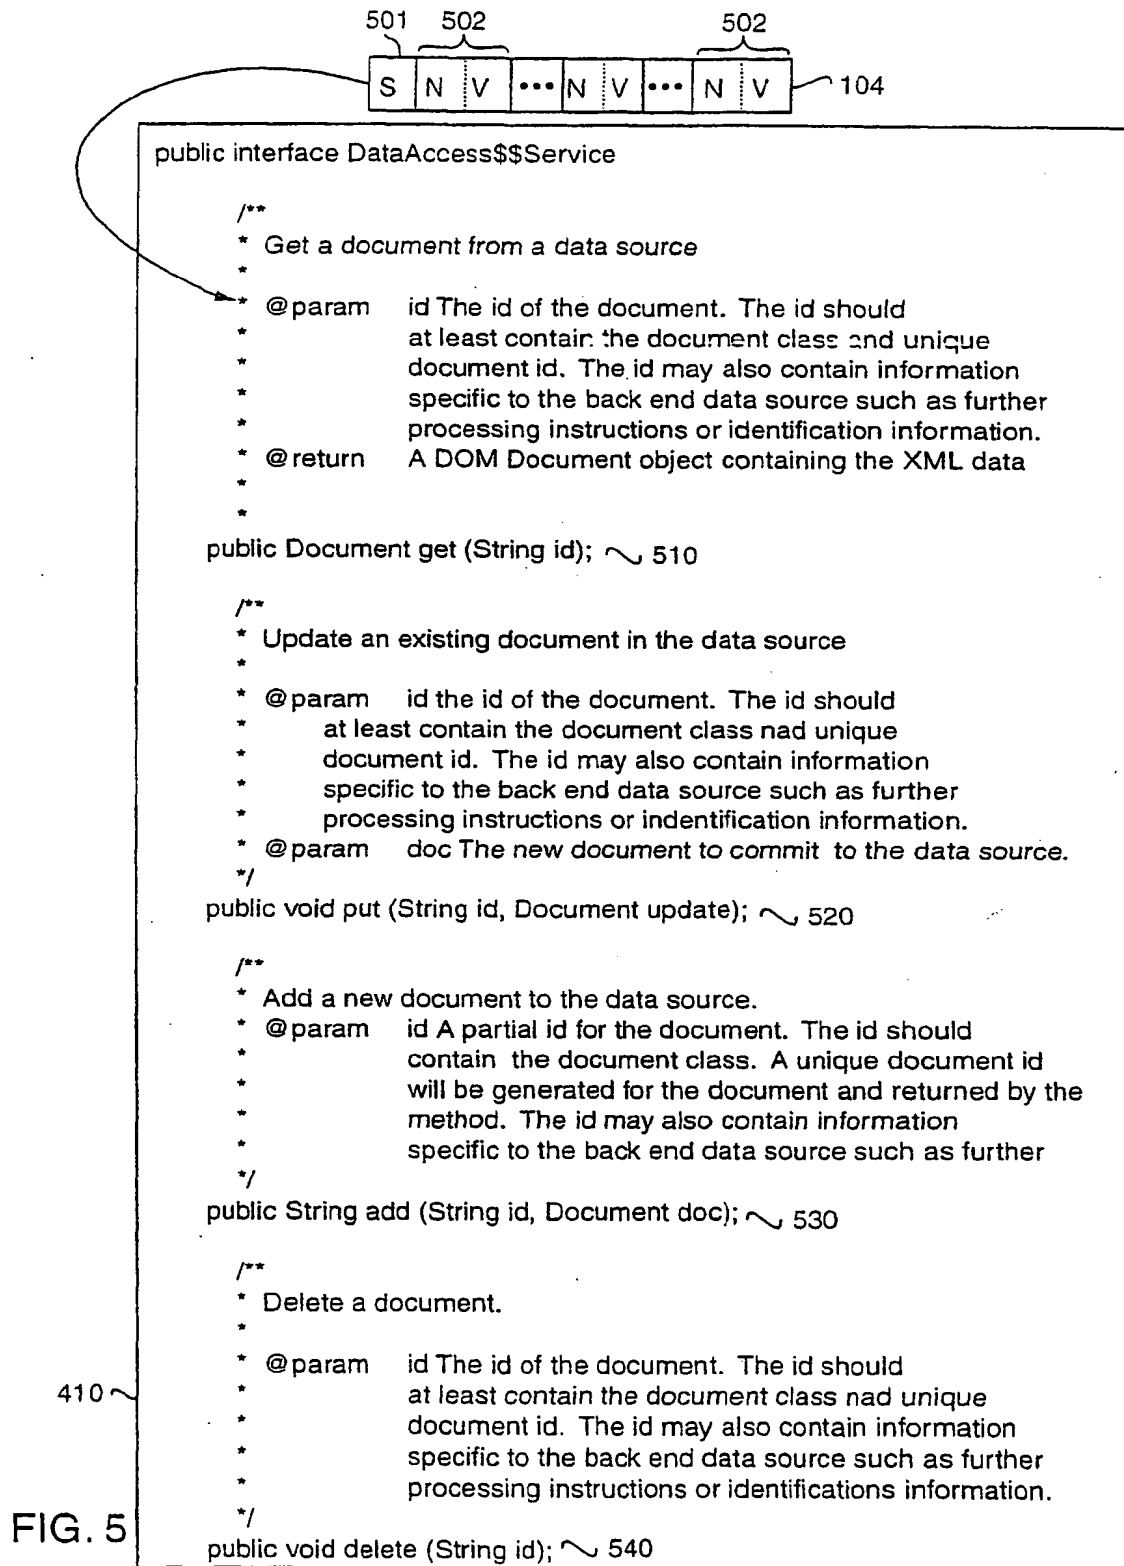 501 502 502
S N V ••• N V ••• N V 104
public interface DataAccess$$Service
/**
* Get a document from a data source
*
* @param id The id of the document. The id should
* at least contain the document class and unique
* document id. The id may also contain information
* specific to the back end data source such as further
* processing instructions or identification information.
* @return A DOM Document object containing the XML data
*
*
public Document get (String id); 510
/**
* Update an existing document in the data source
*
* @param id the id of the document. The id should
* at least contain the document class nad unique
* document id. The id may also contain information
* specific to the back end data source such as further
* processing instructions or indentification information.
* @param doc The new document to commit to the data source.
*/
public void put (String id, Document update); 520
/**
* Add a new document to the data source.
* @param id A partial id for the document. The id should
* contain the document class. A unique document id
* will be generated for the document and returned by the
* method. The id may also contain information
* specific to the back end data source such as further
*/
public String add (String id, Document doc); 530
/**
* Delete a document.
*
* @param id The id of the document. The id should
410 * at least contain the document class nad unique
* document id. The id may also contain information
* specific to the back end data source such as further
* processing instructions or identifications information.
*/
FIG. 5
public void delete (String id); 540